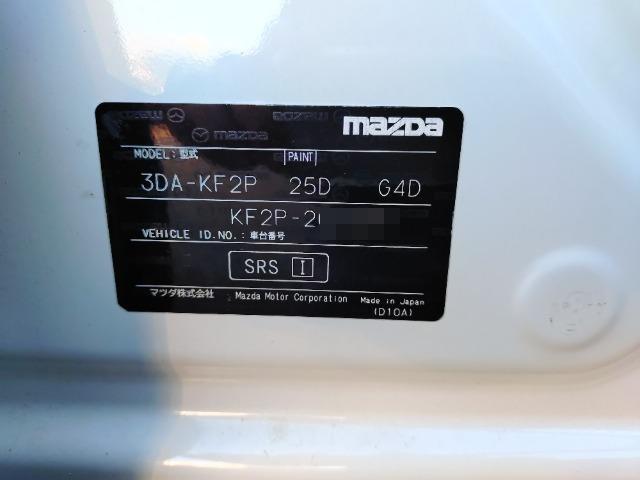 mazda
mazda
MODEL: 型式 PAINT
3DA-KF2P 25D G4D
KF2P-2
VEHICLE ID.NO.: 車台番号
SRS I
マツダ株式会社 Mazda Motor Corporation Made in Japan
(D10A)